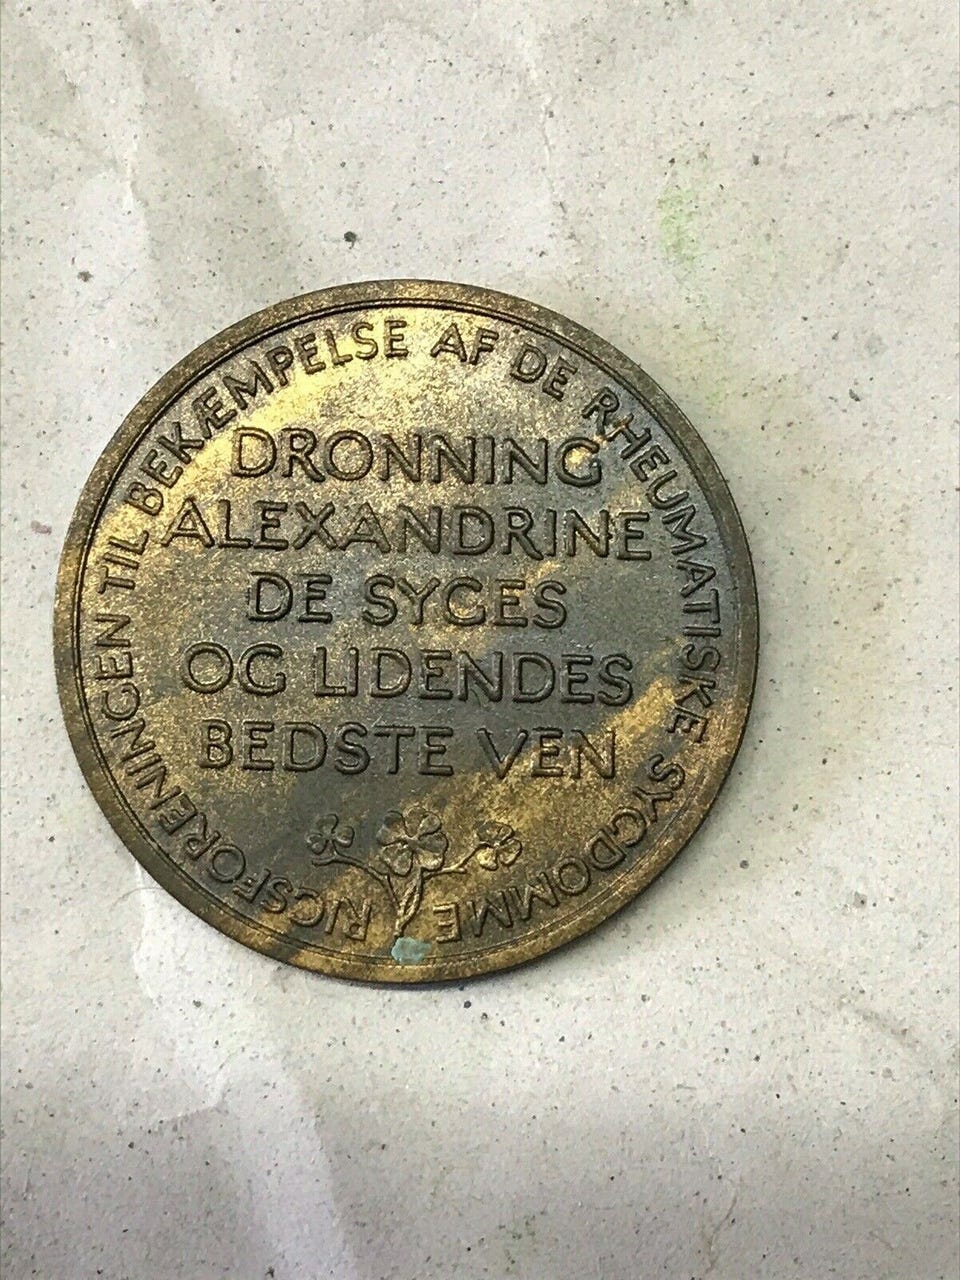 RIGSFORENINGEN TIL BEKÆMPELSE AF DE RHEUMATISKE SYGDOMME
DRONNING
ALEXANDRINE
DE SYGES
OG LIDENDES
BEDSTE VEN